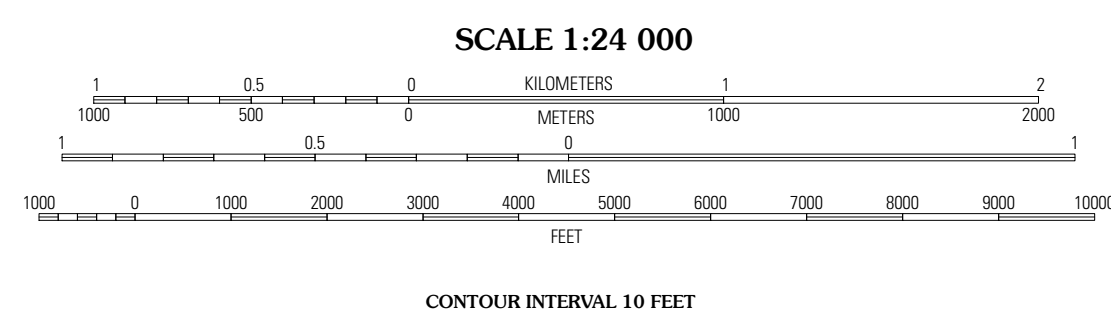 SCALE 1:24 000
1 0.5 0 KILOMETERS 1 2
1000 500 0 METERS 1000 2000
1 0.5 0 1
MILES
1000 0 1000 2000 3000 4000 5000 6000 7000 8000 9000 10000
FEET
CONTOUR INTERVAL 10 FEET